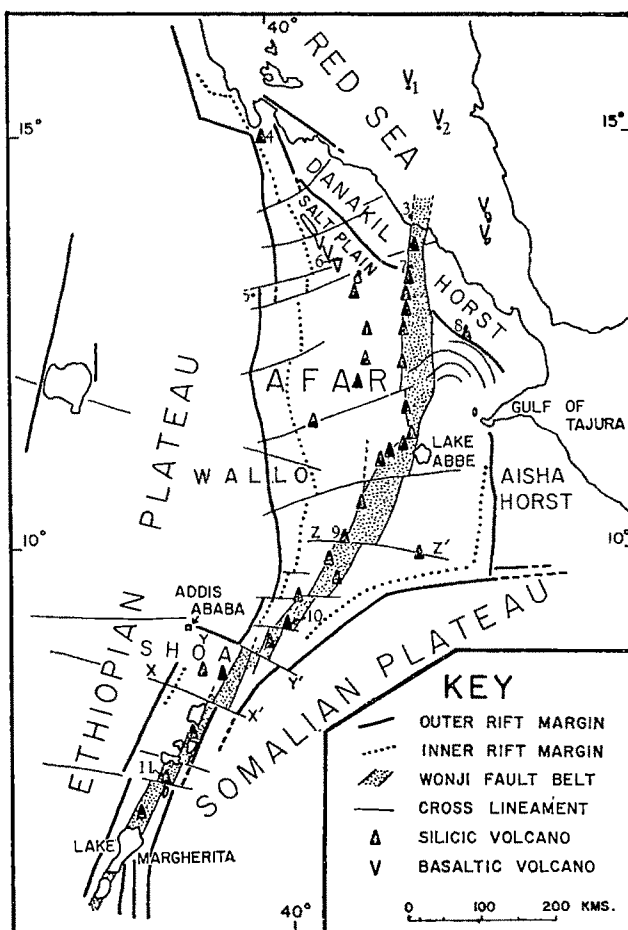 40°
RED SEA
V1
V2
15°
15°
4
DANAKIL
SALT PLAIN
3
6
7
5
HORST
8
AFAR
GULF OF
TAJURA
LAKE
ABBE
WALLO
AISHA
HORST
ETHIOPIAN PLATEAU
Z
9
Z'
10°
10°
ADDIS
ABABA
10
Y
SHOA
Y'
X
X'
SOMALIAN PLATEAU
11
LAKE
MARGHERITA
40°
KEY
OUTER RIFT MARGIN
INNER RIFT MARGIN
WONJI FAULT BELT
CROSS LINEAMENT
SILICIC VOLCANO
V BASALTIC VOLCANO
0 100 200 KMS.